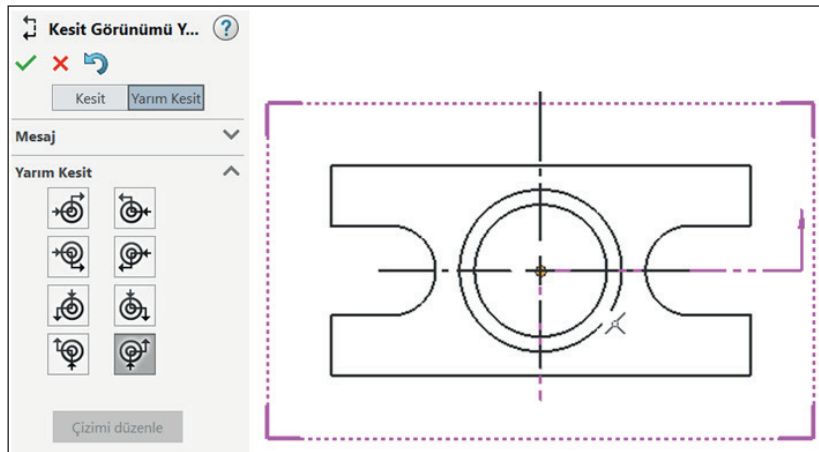 Kesit Görünümü Y... ?
Kesit Yarım Kesit
Mesaj
Yarım Kesit
Çizimi düzenle